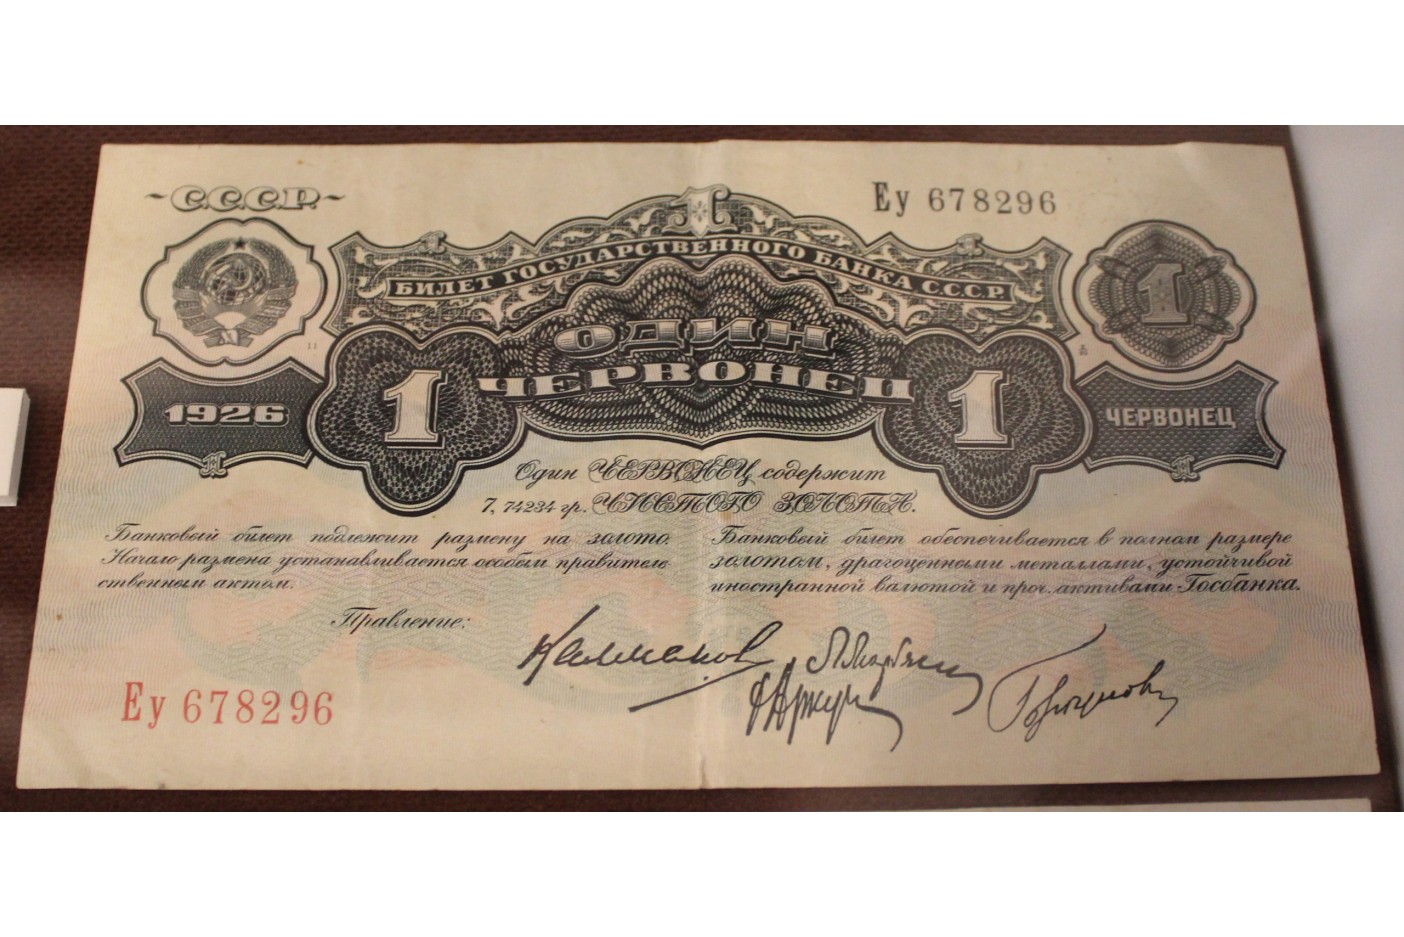 С.С.С.Р.
Еу 678296
1
БИЛЕТ ГОСУДАРСТВЕННОГО БАНКА С.С.С.Р.
1
ОДИН
ЧЕРВОНЕЦ
1
1
1926
ЧЕРВОНЕЦ
Один ЧЕРВОНЕЦ содержит
7, 74234 гр. ЧИСТОГО ЗОЛОТА.
Банковый билет подлежит размену на золото.
Начало размена устанавливается особым правитель-
ственным актом.
Банковый билет обеспечивается в полном размере
золотом, драгоценными металлами, устойчивой
иностранной валютой и проч. активами Госбанка.
Правление:
Еу 678296